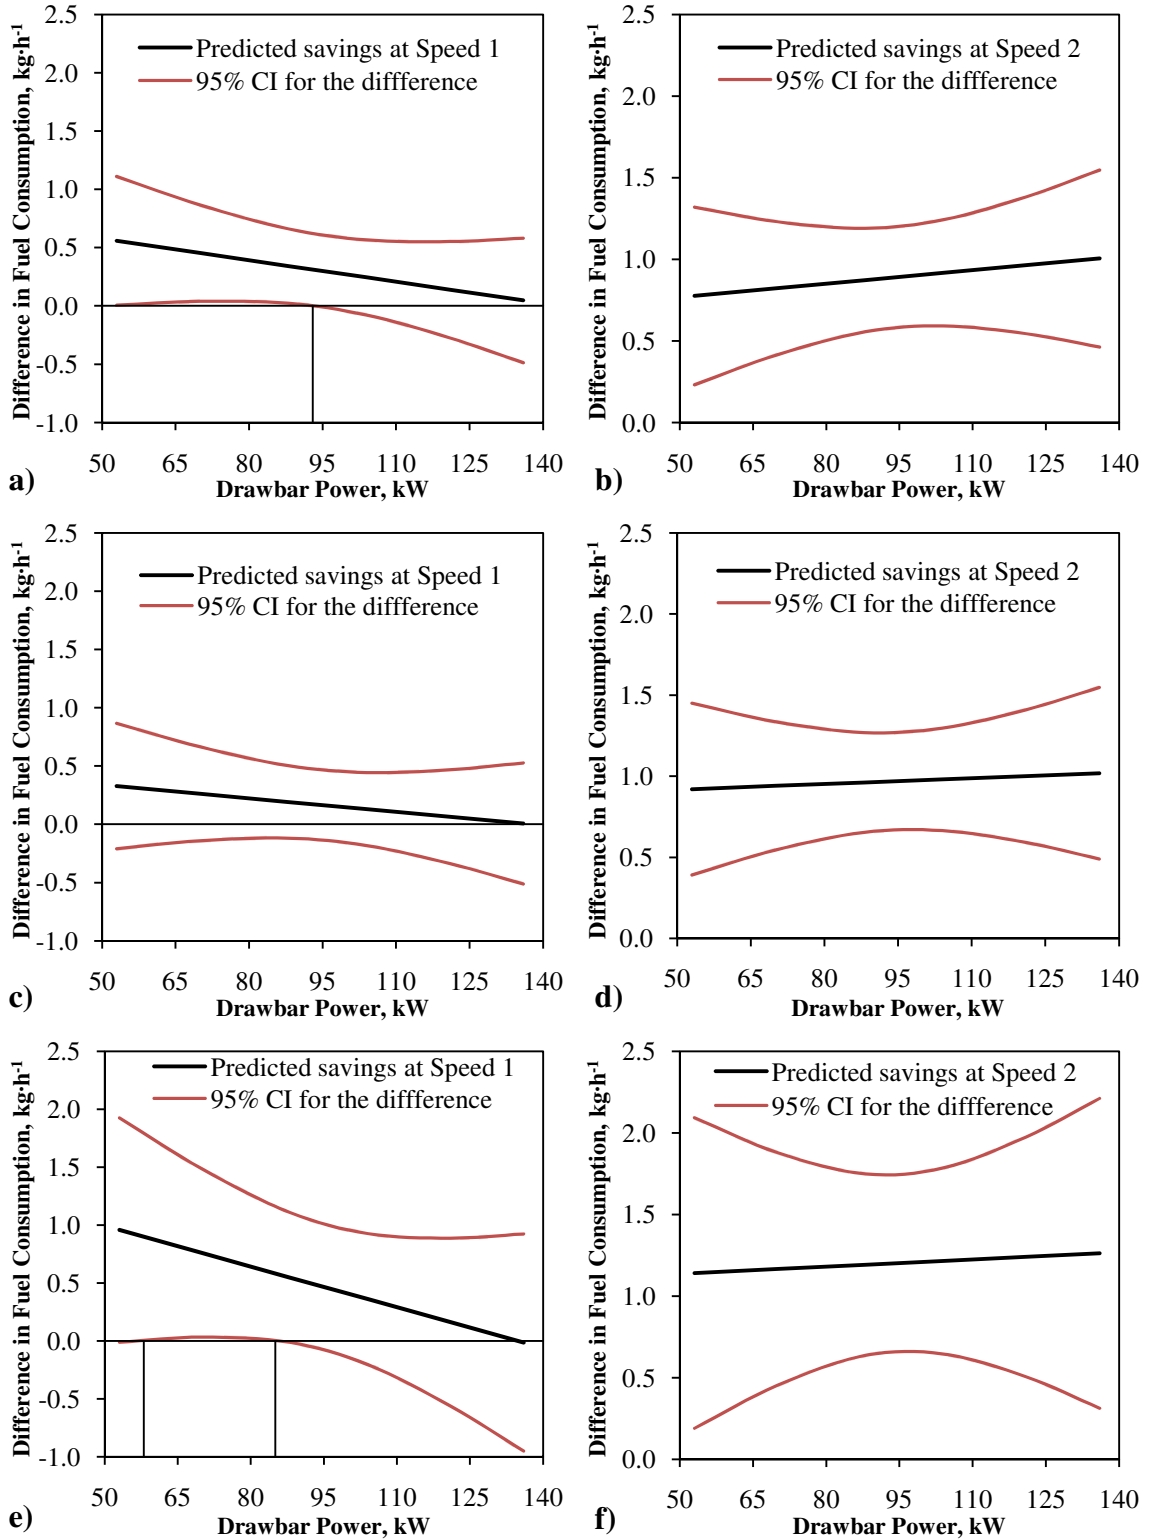 2.5
2.0
1.5
1.0
0.5
0.0
-0.5
-1.0
50 65 80 95 110 125 140
Difference in Fuel Consumption, kg·h-1
Drawbar Power, kW
Predicted savings at Speed 1
95% CI for the diffference
a)
2.5
2.0
1.5
1.0
0.5
0.0
50 65 80 95 110 125 140
Difference in Fuel Consumption, kg·h-1
Drawbar Power, kW
Predicted savings at Speed 2
95% CI for the diffference
b)
2.5
2.0
1.5
1.0
0.5
0.0
-0.5
-1.0
50 65 80 95 110 125 140
Difference in Fuel Consumption, kg·h-1
Drawbar Power, kW
Predicted savings at Speed 1
95% CI for the diffference
c)
2.5
2.0
1.5
1.0
0.5
0.0
50 65 80 95 110 125 140
Difference in Fuel Consumption, kg·h-1
Drawbar Power, kW
Predicted savings at Speed 2
95% CI for the diffference
d)
2.5
2.0
1.5
1.0
0.5
0.0
-0.5
-1.0
50 65 80 95 110 125 140
Difference in Fuel Consumption, kg·h-1
Drawbar Power, kW
Predicted savings at Speed 1
95% CI for the diffference
e)
2.5
2.0
1.5
1.0
0.5
0.0
50 65 80 95 110 125 140
Difference in Fuel Consumption, kg·h-1
Drawbar Power, kW
Predicted savings at Speed 2
95% CI for the diffference
f)